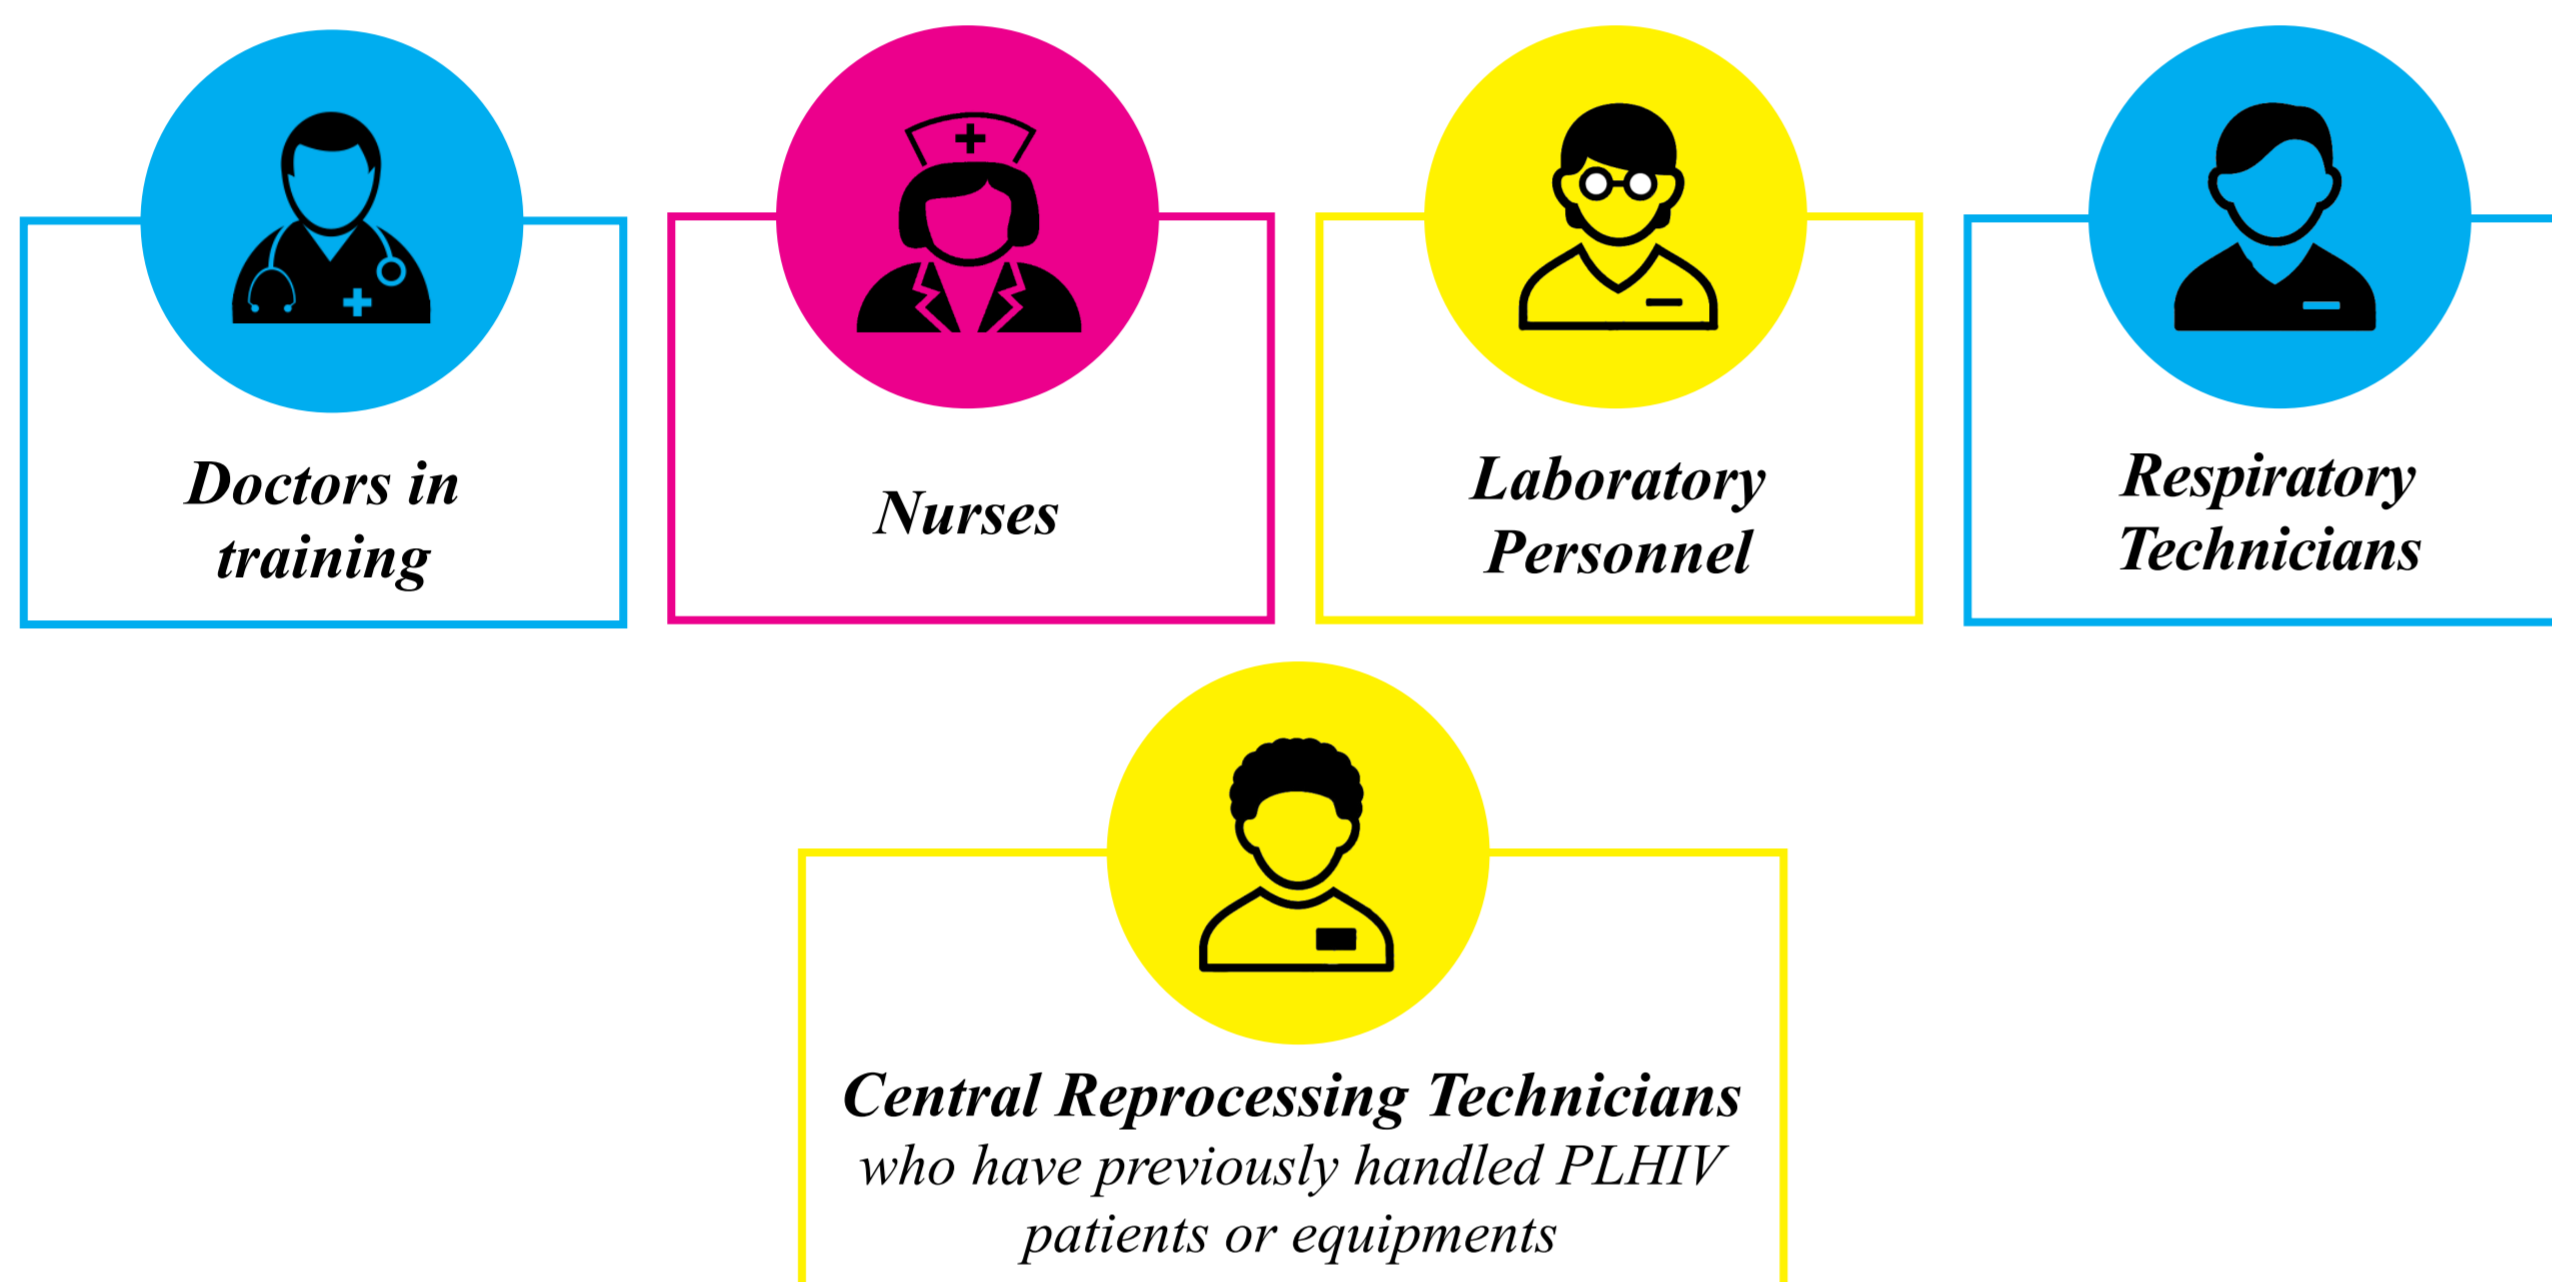 Doctors in
training
Nurses
Laboratory
Personnel
Respiratory
Technicians
Central Reprocessing Technicians
who have previously handled PLHIV
patients or equipments